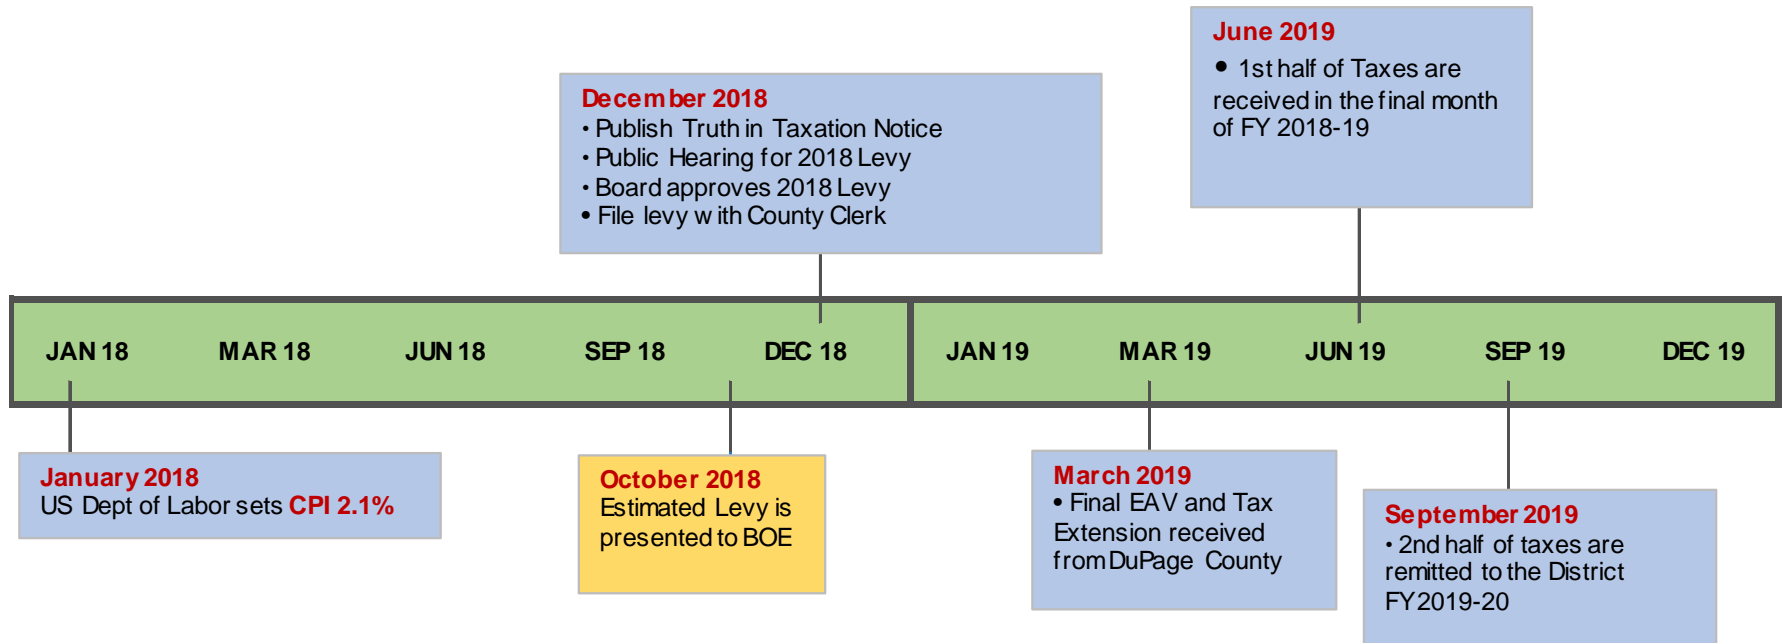 June 2019
• 1st half of Taxes are
received in the final month
of FY 2018-19
December 2018
• Publish Truth in Taxation Notice
• Public Hearing for 2018 Levy
• Board approves 2018 Levy
• File levy with County Clerk
JAN 18 MAR 18 JUN 18 SEP 18 DEC 18 JAN 19 MAR 19 JUN 19 SEP 19 DEC 19
January 2018
US Dept of Labor sets CPI 2.1%
October 2018
Estimated Levy is
presented to BOE
March 2019
• Final EAV and Tax
Extension received
from DuPage County
September 2019
• 2nd half of taxes are
remitted to the District
FY2019-20